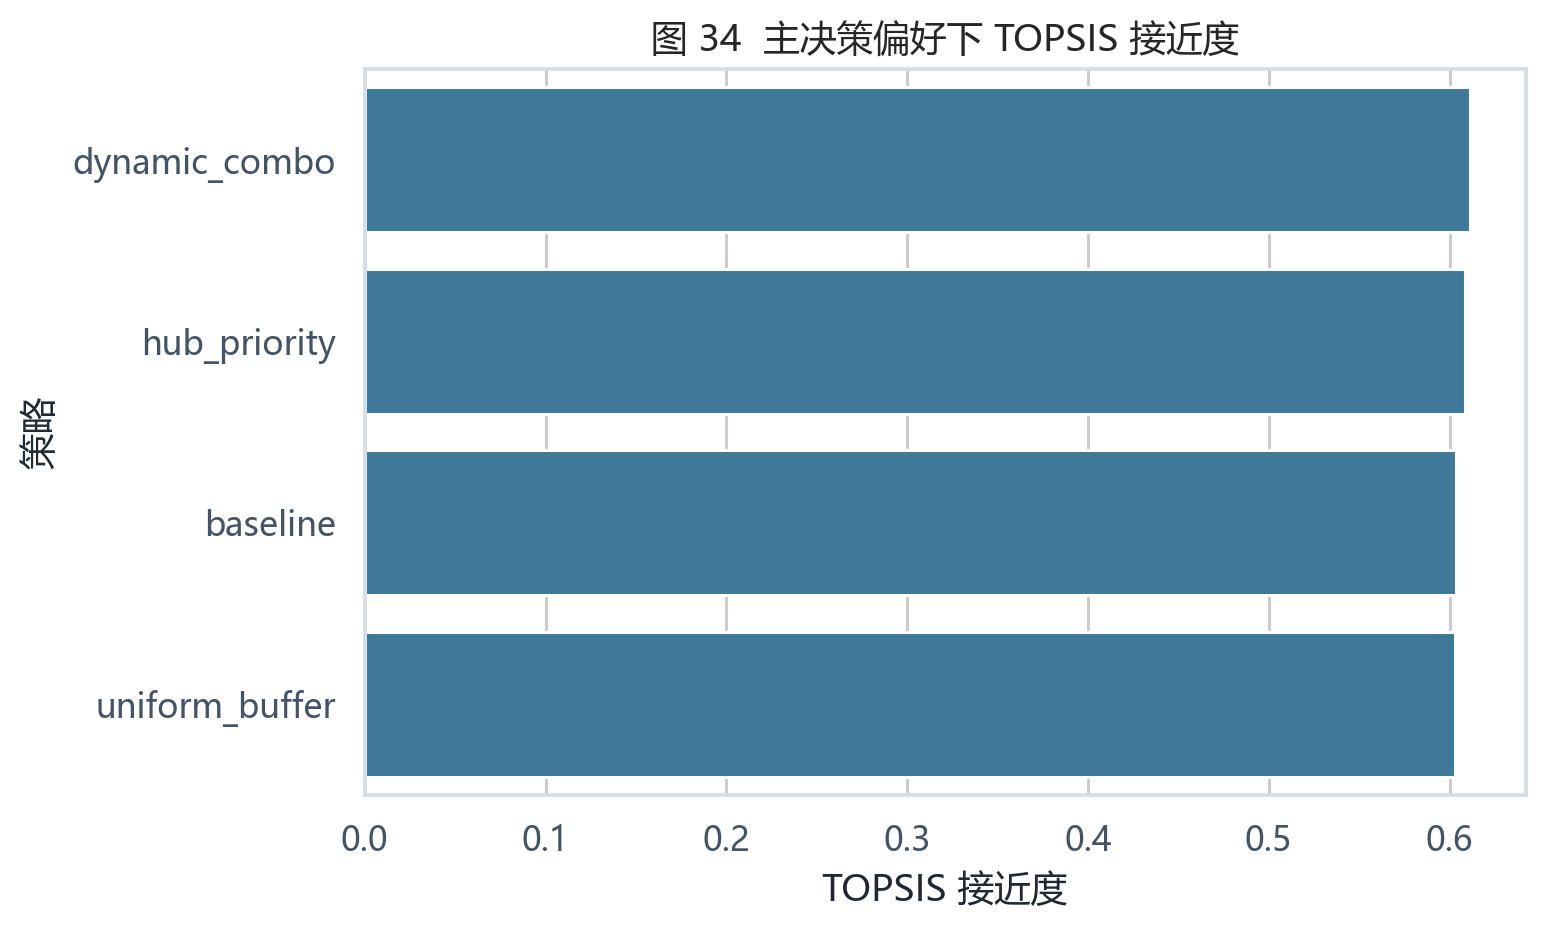 图 34  主决策偏好下 TOPSIS 接近度
dynamic_combo
hub_priority
baseline
uniform_buffer
策略
0.0 0.1 0.2 0.3 0.4 0.5 0.6
TOPSIS 接近度